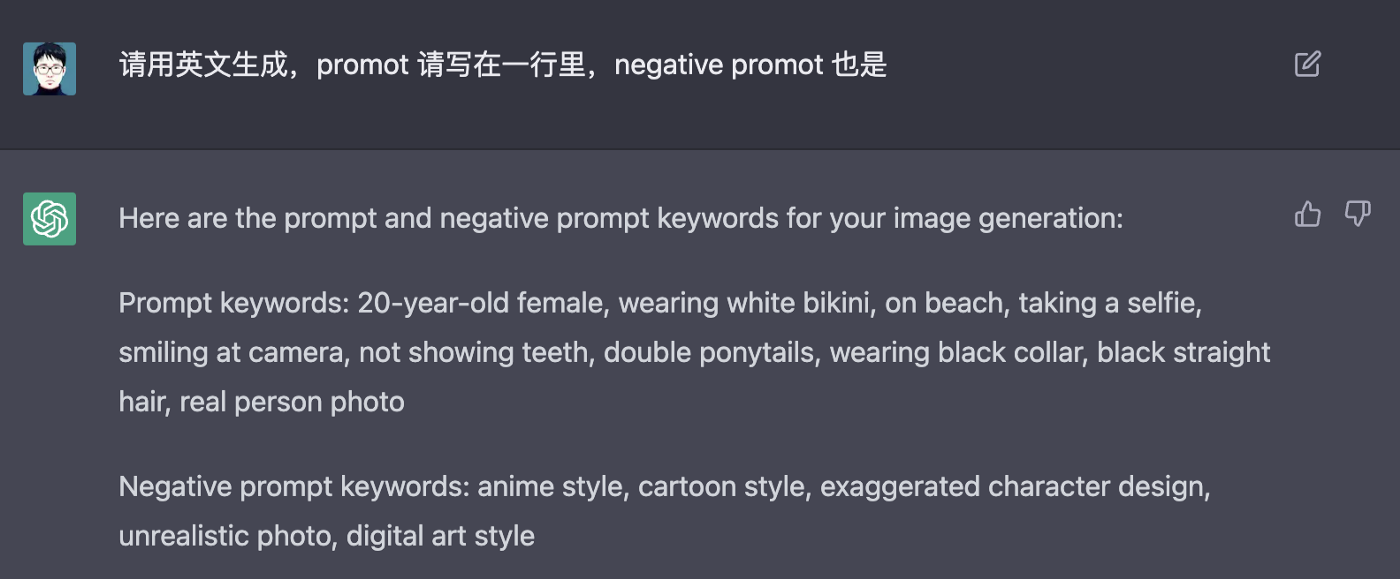 请用英文生成，promot 请写在一行里，negative promot 也是
Here are the prompt and negative prompt keywords for your image generation:
Prompt keywords: 20-year-old female, wearing white bikini, on beach, taking a selfie,
smiling at camera, not showing teeth, double ponytails, wearing black collar, black straight
hair, real person photo
Negative prompt keywords: anime style, cartoon style, exaggerated character design,
unrealistic photo, digital art style